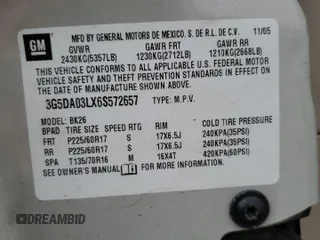 GM
MFD BY GENERAL MOTORS DE MEXICO. S. DE R.L. DE C.V. 11/05
GVWR GAWR FRT GAWR RR
2430KG(5357LB) 1230KG(2712LB) 1210KG(2668LB)
THIS VEHICLE CONFORMS TO ALL APPLICABLE U.S. FEDERAL
MOTOR VEHICLE SAFETY AND THEFT PREVENTION STANDARDS
IN EFFECT ON THE DATE OF MANUFACTURE SHOWN ABOVE.
3G5DA03LX6S572657 TYPE: M.P.V.
MODEL: BK26
BPAD TIRE SIZE SPEED RTG RIM COLD TIRE PRESSURE
FRT P225/60R17 S 17X6.5J 240KPA(35PSI)
RR P225/60R17 S 17X6.5J 240KPA(35PSI)
SPA T135/70R16 M 16X4T 420KPA(60PSI)
SEE OWNER'S MANUAL FOR ADDITIONAL INFORMATION.
AUTOBIDMASTER